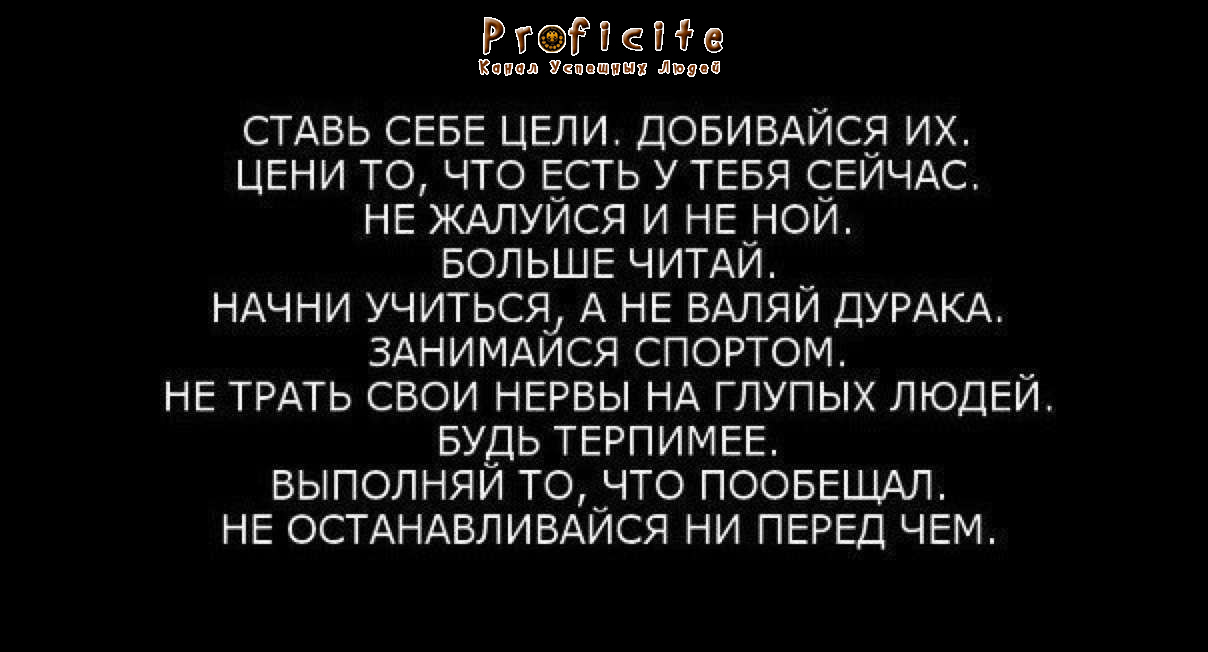 Proficite
Канал Успешных Людей
СТАВЬ СЕБЕ ЦЕЛИ. ДОБИВАЙСЯ ИХ.
ЦЕНИ ТО, ЧТО ЕСТЬ У ТЕБЯ СЕЙЧАС.
НЕ ЖАЛУЙСЯ И НЕ НОЙ.
БОЛЬШЕ ЧИТАЙ.
НАЧНИ УЧИТЬСЯ, А НЕ ВАЛЯЙ ДУРАКА.
ЗАНИМАЙСЯ СПОРТОМ.
НЕ ТРАТЬ СВОИ НЕРВЫ НА ГЛУПЫХ ЛЮДЕЙ.
БУДЬ ТЕРПИМЕЕ.
ВЫПОЛНЯЙ ТО, ЧТО ПООБЕЩАЛ.
НЕ ОСТАНАВЛИВАЙСЯ НИ ПЕРЕД ЧЕМ.